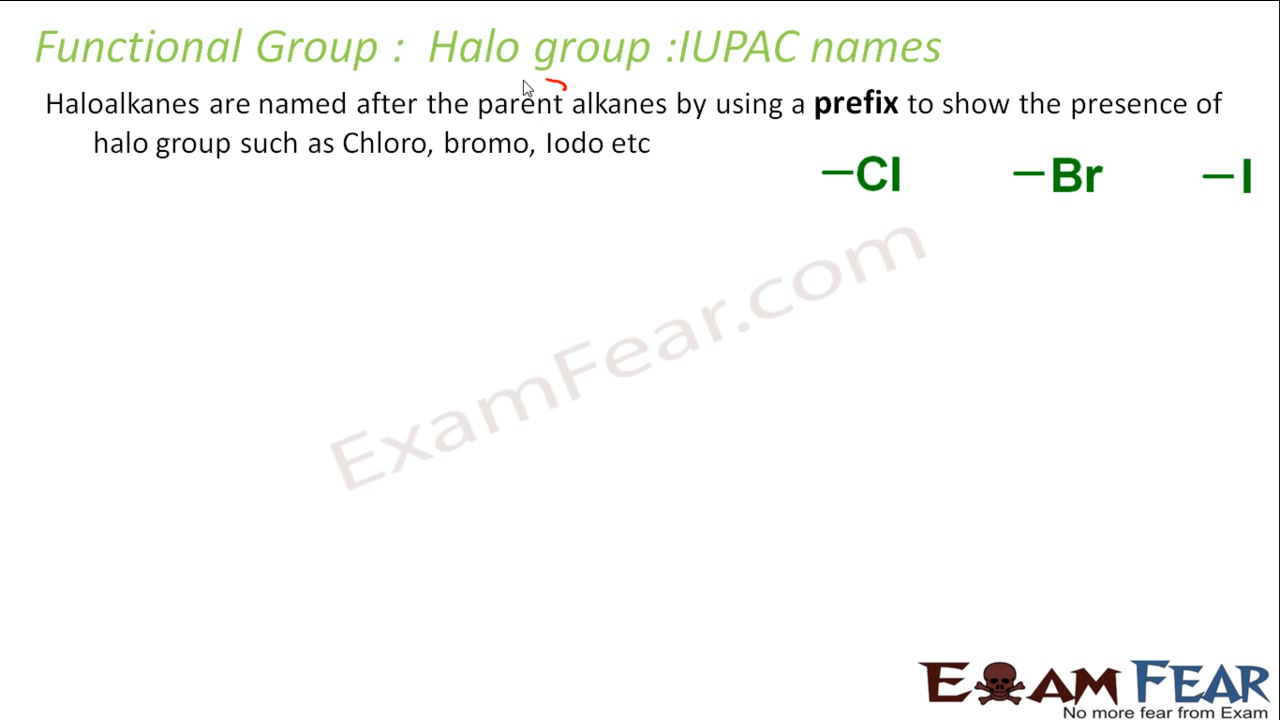 Functional Group : Halo group :IUPAC names
Haloalkanes are named after the parent alkanes by using a prefix to show the presence of
halo group such as Chloro, bromo, Iodo etc
–Cl –Br –I
ExamFear.com
EXAM FEAR
No more fear from Exam